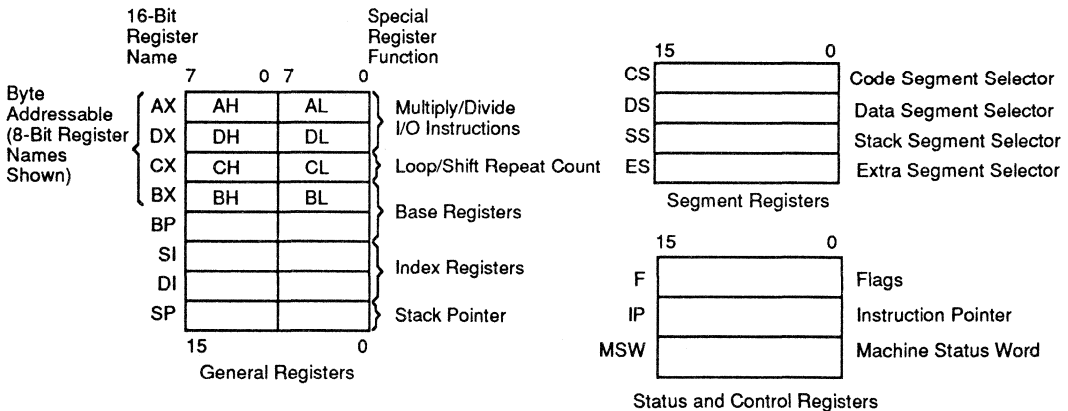 16-Bit
Register
Name
Special
Register
Function
7 0 7 0
Byte
Addressable
(8-Bit Register
Names
Shown)
AX AH AL
DX DH DL
Multiply/Divide
I/O Instructions
CX CH CL Loop/Shift Repeat Count
BX BH BL
BP
Base Registers
SI
DI
Index Registers
SP Stack Pointer
15 0
General Registers
15 0
CS Code Segment Selector
DS Data Segment Selector
SS Stack Segment Selector
ES Extra Segment Selector
Segment Registers
15 0
F Flags
IP Instruction Pointer
MSW Machine Status Word
Status and Control Registers